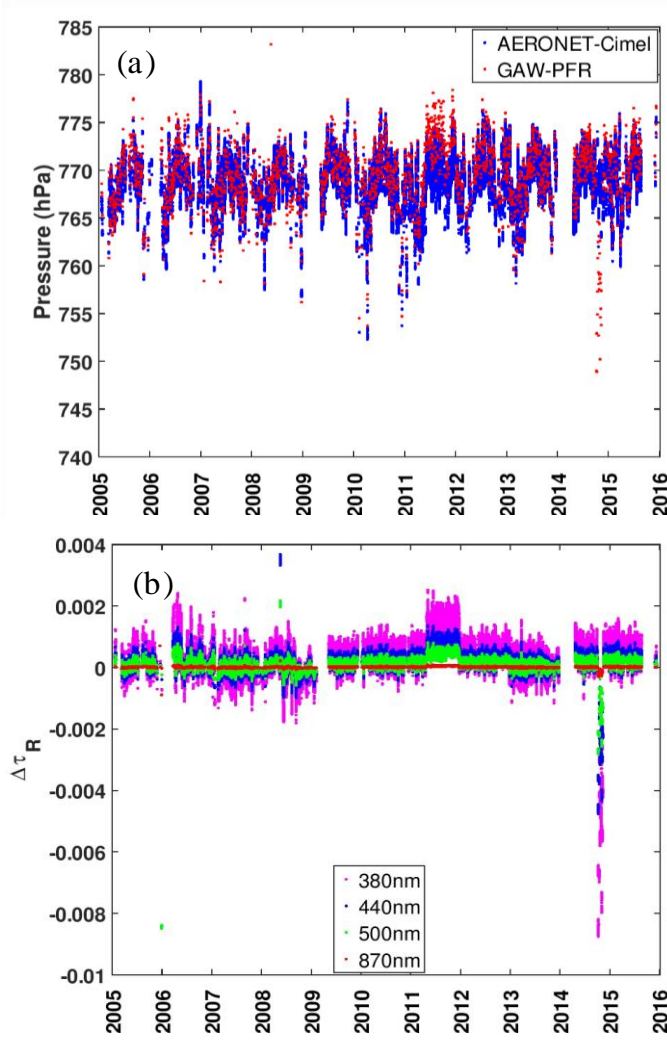 785
780
775
770
765
760
755
750
745
740
Pressure (hPa)
(a)
AERONET-Cimel
GAW-PFR
2005 2006 2007 2008 2009 2010 2011 2012 2013 2014 2015 2016
0.004
0.002
0
-0.002
-0.004
-0.006
-0.008
-0.01
ΔτR
(b)
380nm
440nm
500nm
870nm
2005 2006 2007 2008 2009 2010 2011 2012 2013 2014 2015 2016